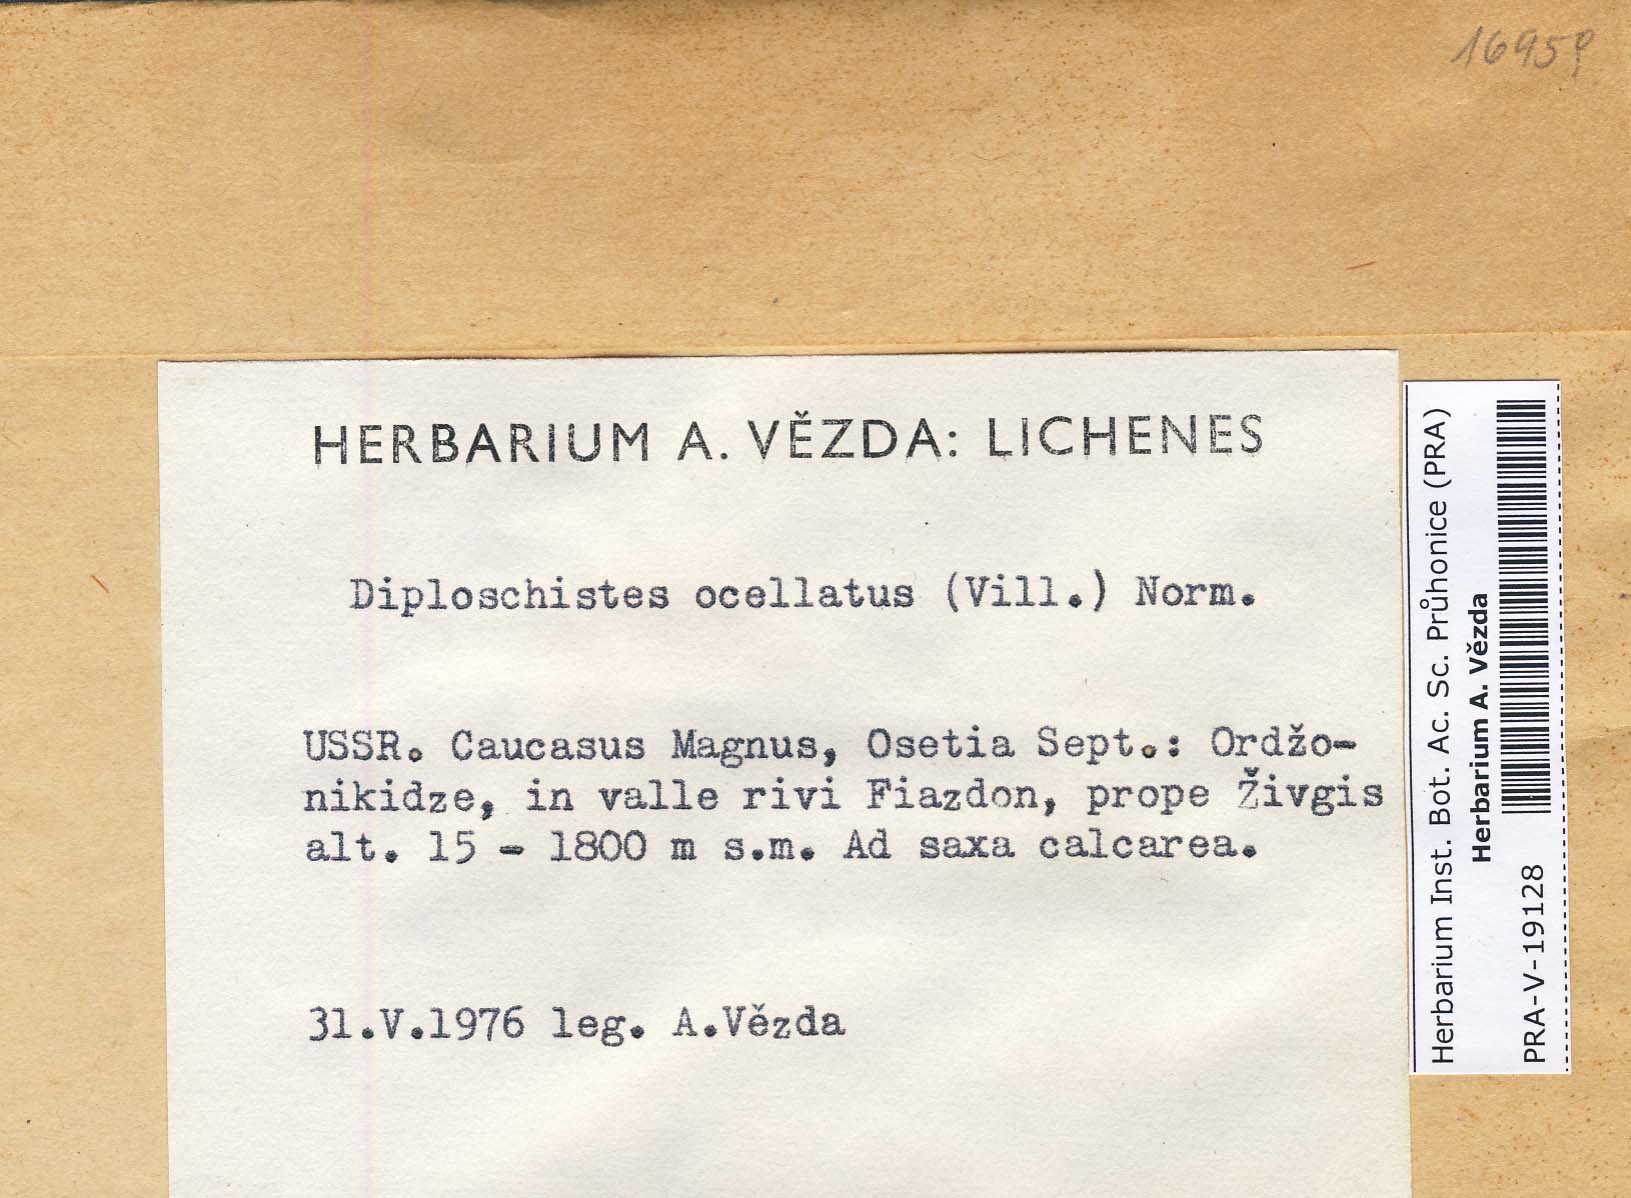 16959
HERBARIUM A. VĚZDA: LICHENES
Diploschistes ocellatus (Vill.) Norm.
USSR. Caucasus Magnus, Osetia Sept.: Ordžo-
nikidze, in valle rivi Fiazdon, prope Živgis
alt. 15 - 1800 m s.m. Ad saxa calcarea.
31.V.1976 leg. A.Vězda
Herbarium Inst. Bot. Ac. Sc. Průhonice (PRA)
Herbarium A. Vězda
PRA-V-19128